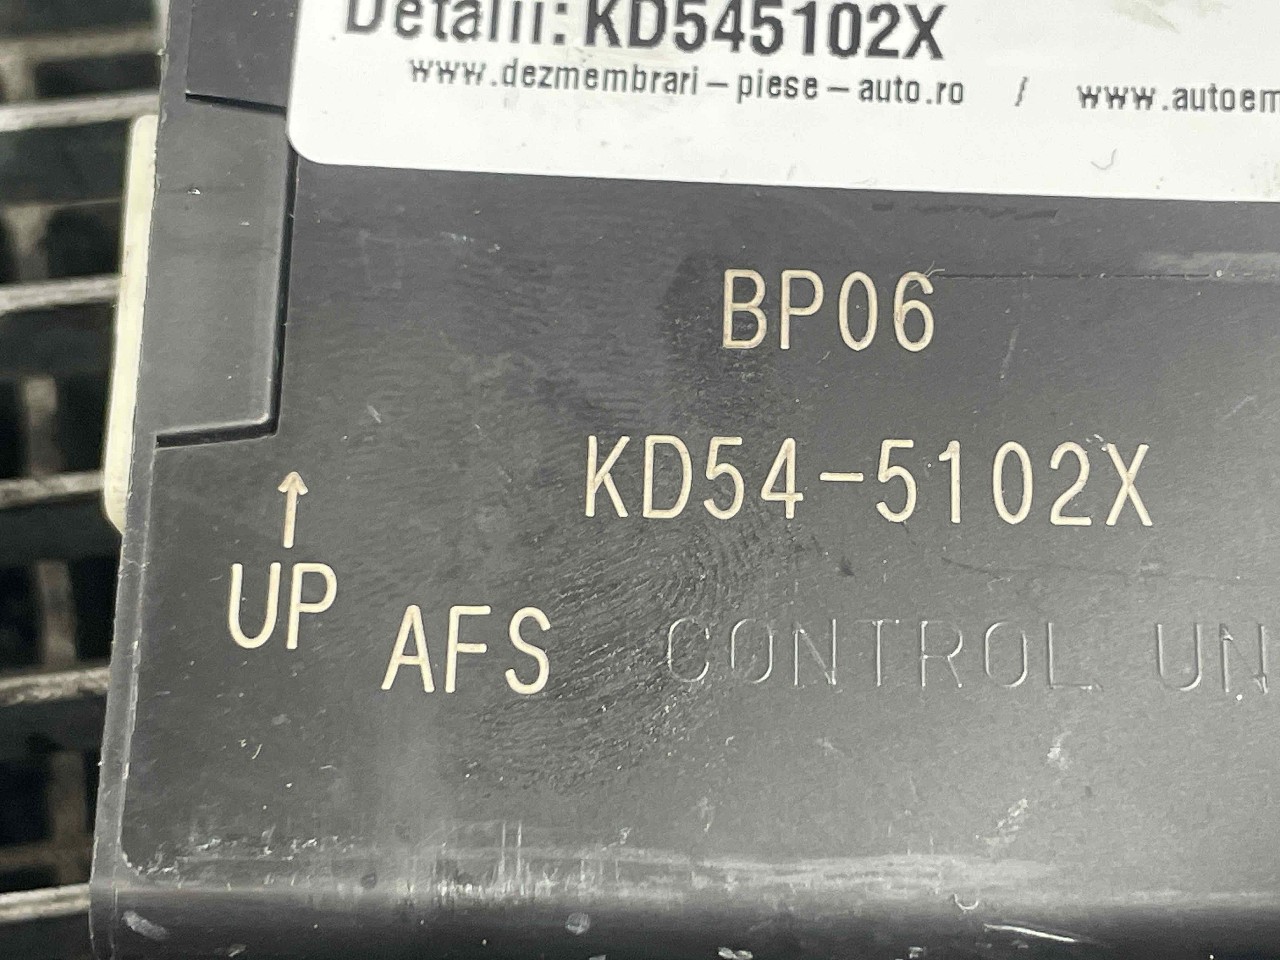 Detalii: KD545102X
www.dezmembrari-piese-auto.ro / www.autoem
BP06
KD54-5102X
↑
UP
AFS CONTROL UN